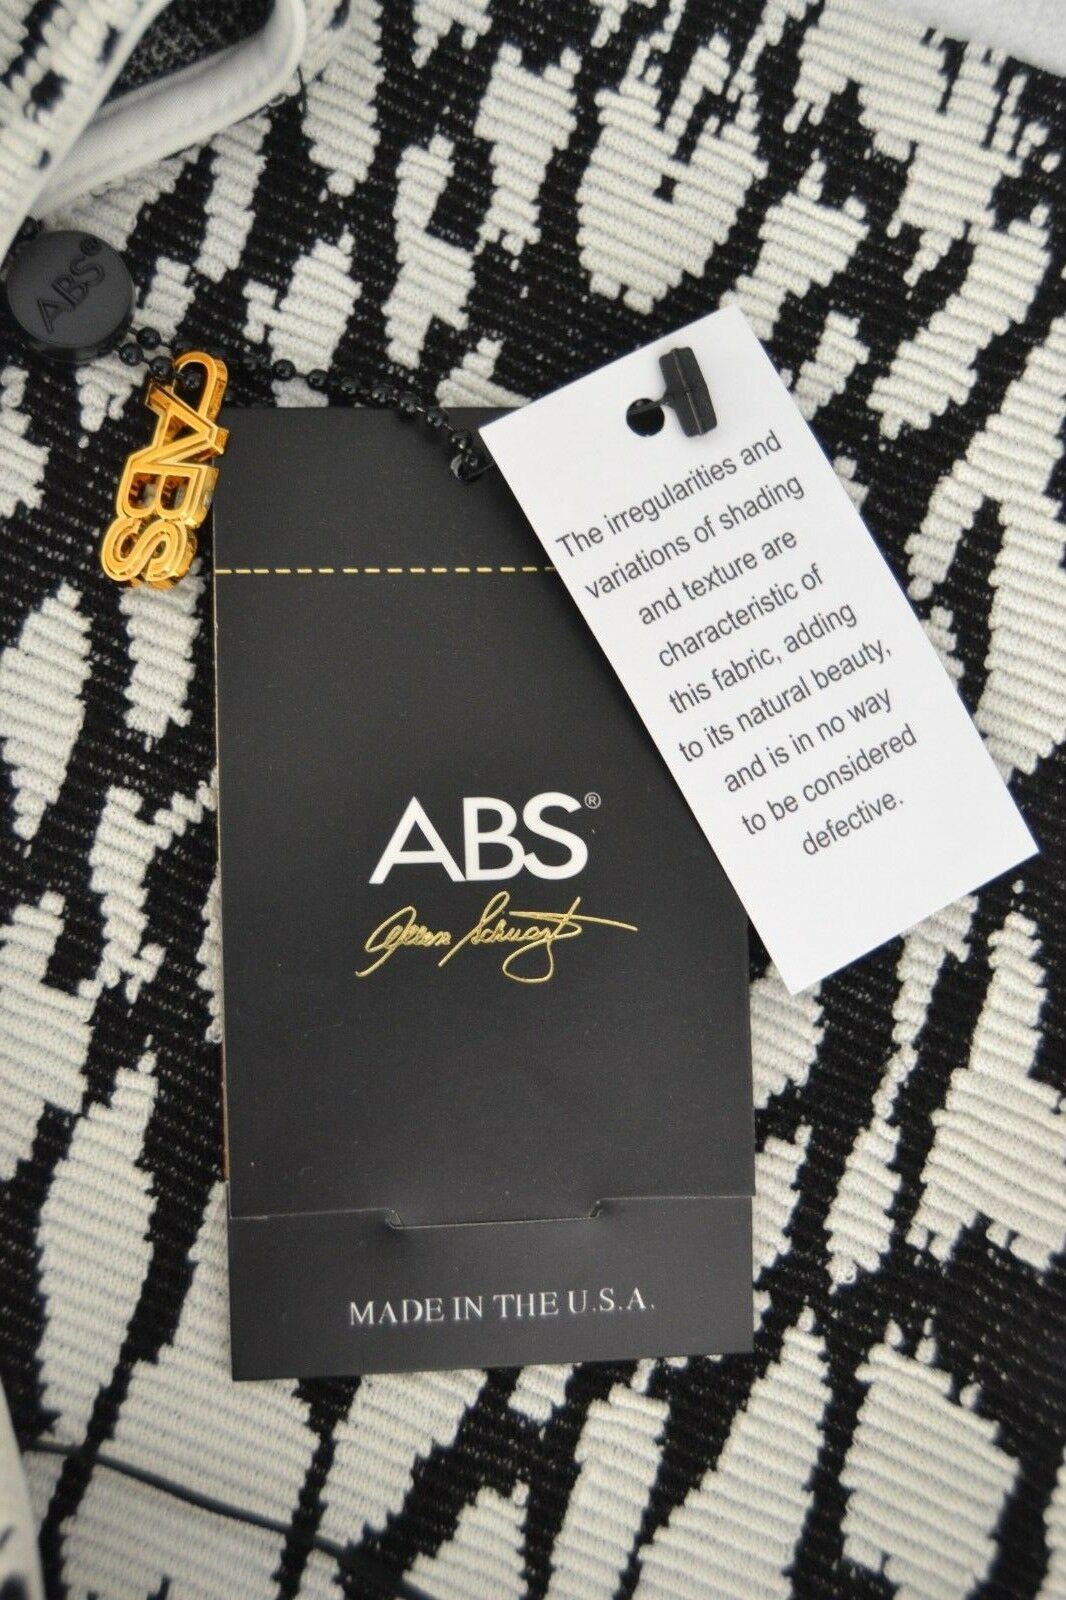 ABS®
ABS
The irregularities and
variations of shading
and texture are
characteristic of
this fabric, adding
to its natural beauty,
and is in no way
to be considered
defective.
ABS®
Allen Schwartz
MADE IN THE U.S.A.